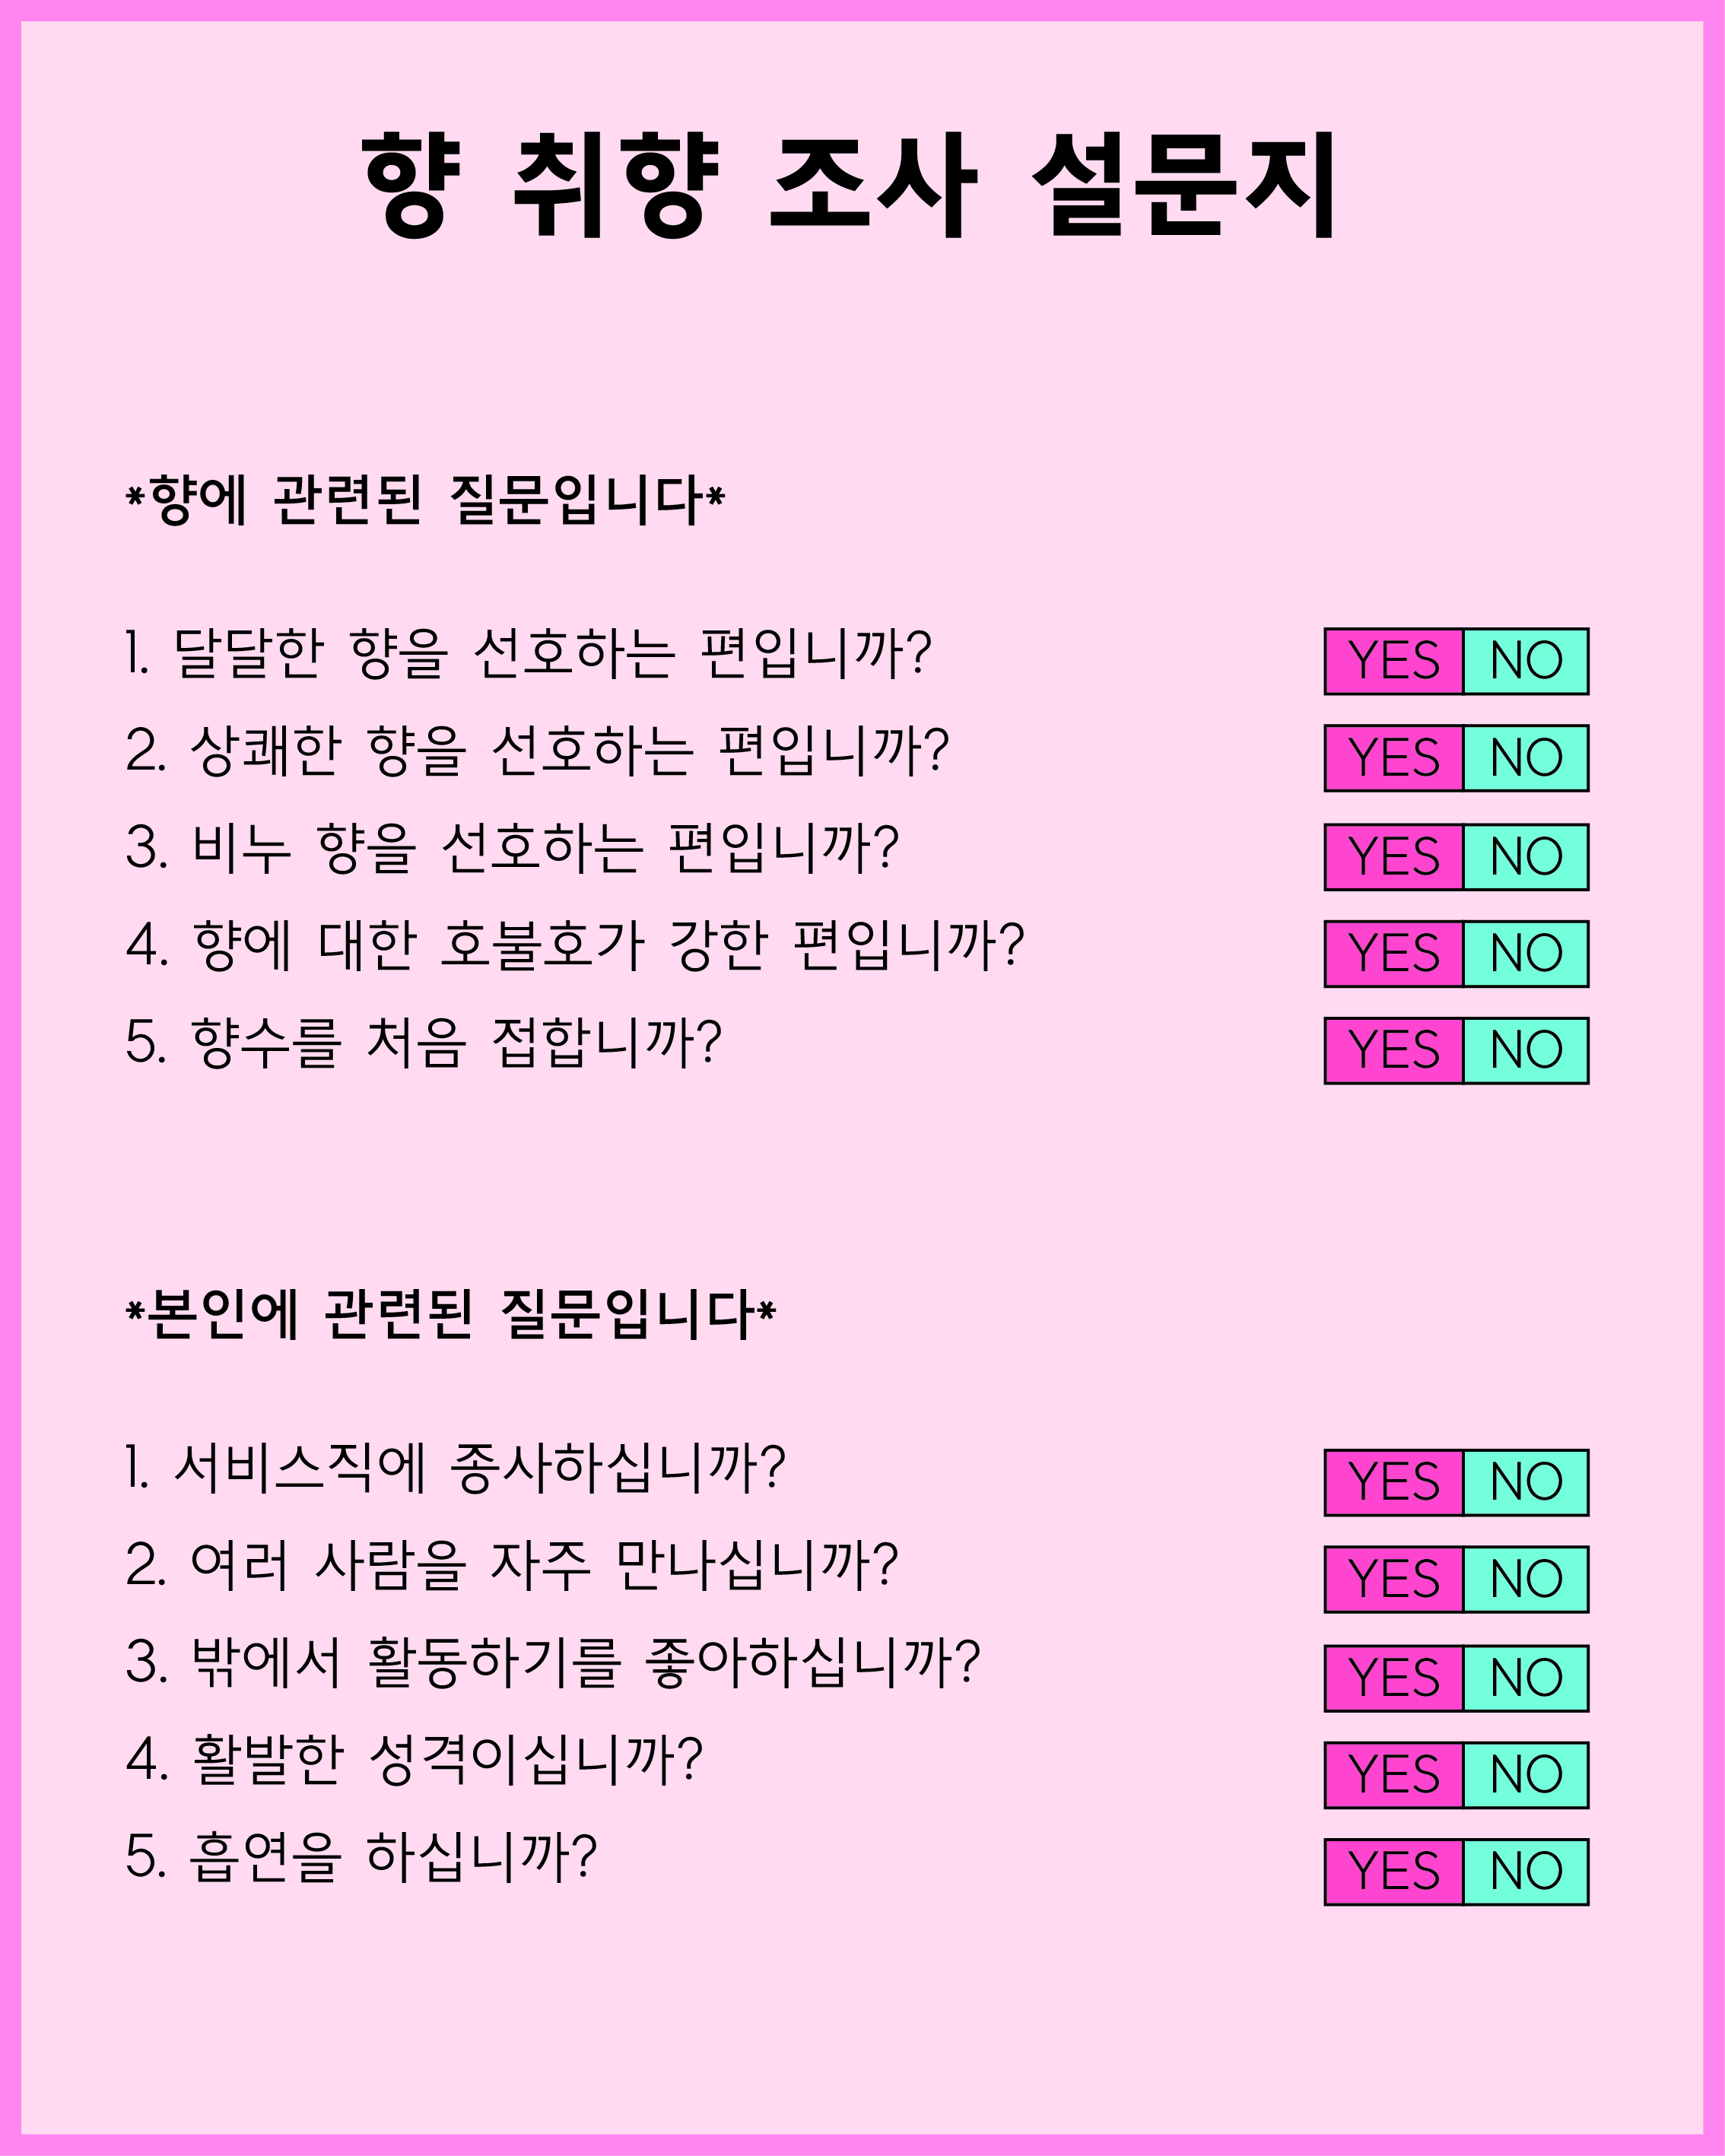 향 취향 조사 설문지
*향에 관련된 질문입니다*
1. 달달한 향을 선호하는 편입니까? YES NO
2. 상쾌한 향을 선호하는 편입니까? YES NO
3. 비누 향을 선호하는 편입니까? YES NO
4. 향에 대한 호불호가 강한 편입니까? YES NO
5. 향수를 처음 접합니까? YES NO
*본인에 관련된 질문입니다*
1. 서비스직에 종사하십니까? YES NO
2. 여러 사람을 자주 만나십니까? YES NO
3. 밖에서 활동하기를 좋아하십니까? YES NO
4. 활발한 성격이십니까? YES NO
5. 흡연을 하십니까? YES NO